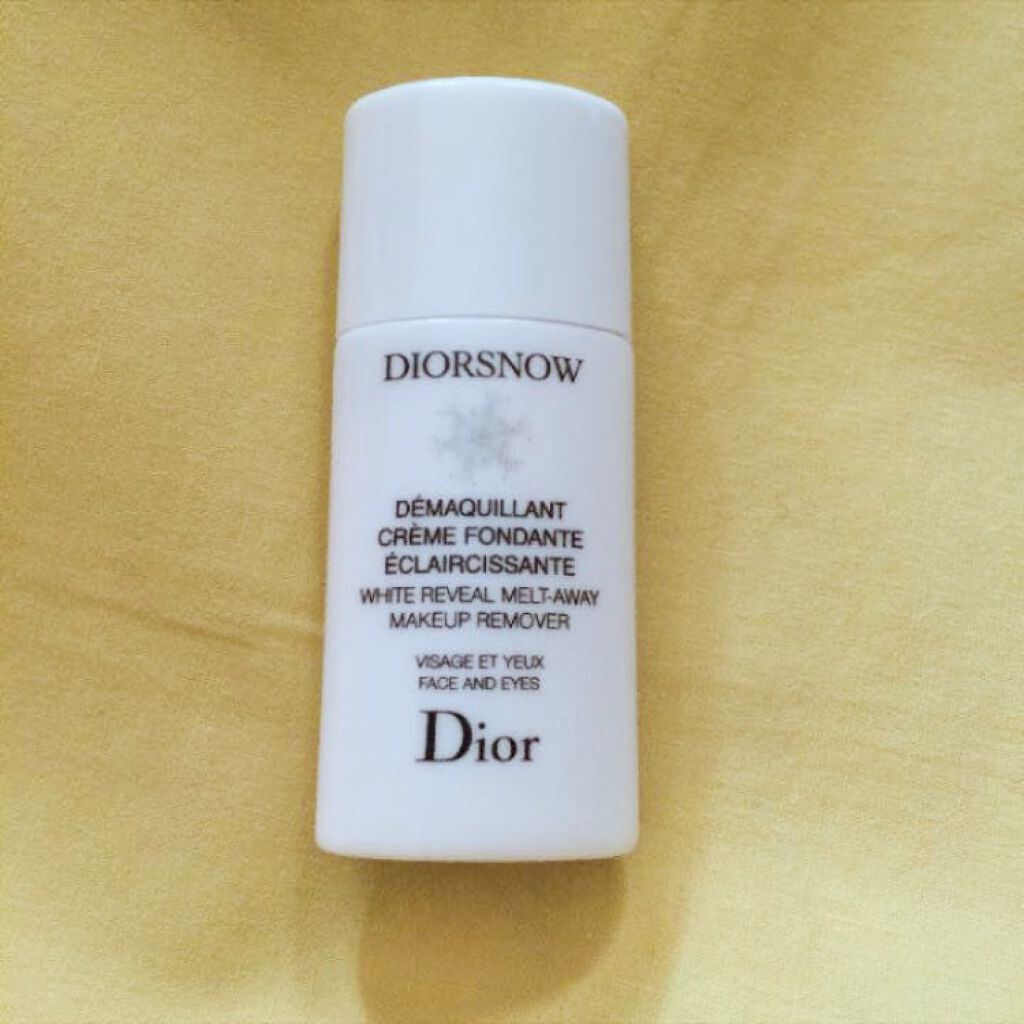 DIORSNOW
DÉMAQUILLANT
CRÈME FONDANTE
ÉCLAIRCISSANTE
WHITE REVEAL MELT-AWAY
MAKEUP REMOVER
VISAGE ET YEUX
FACE AND EYES
Dior